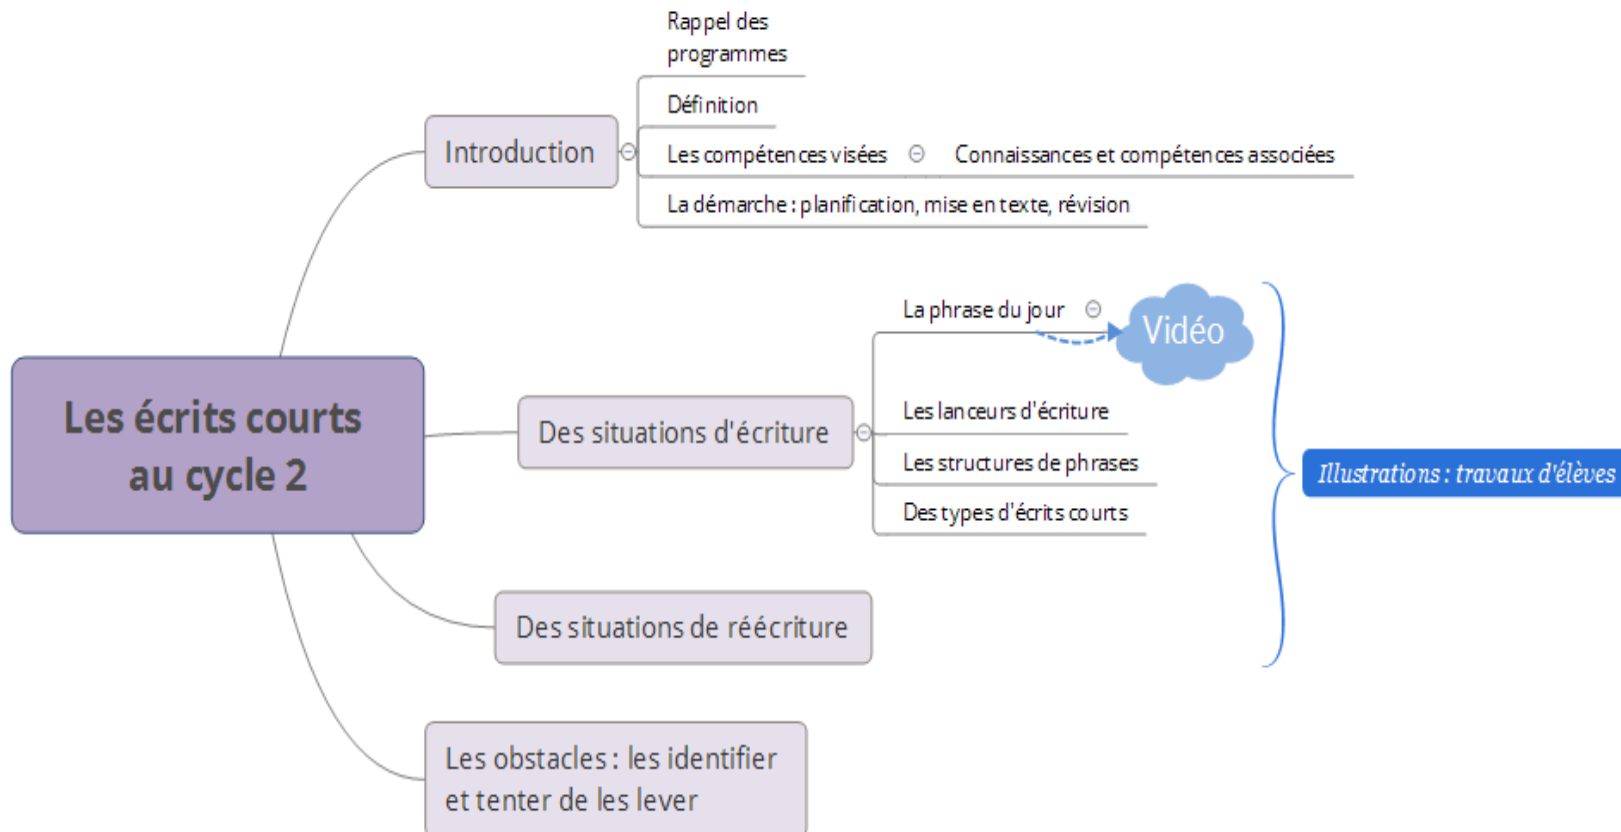 Rappel des
programmes
Définition
Introduction
Les compétences visées
Connaissances et compétences associées
La démarche : planification, mise en texte, révision
La phrase du jour
Vidéo
Les écrits courts
au cycle 2
Des situations d'écriture
Les lanceurs d'écriture
Les structures de phrases
Des types d'écrits courts
Illustrations : travaux d'élèves
Des situations de réécriture
Les obstacles : les identifier
et tenter de les lever